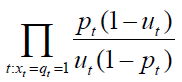 ∏_{t:x_t=q_t=1} \frac{p_t(1-u_t)}{u_t(1-p_t)}